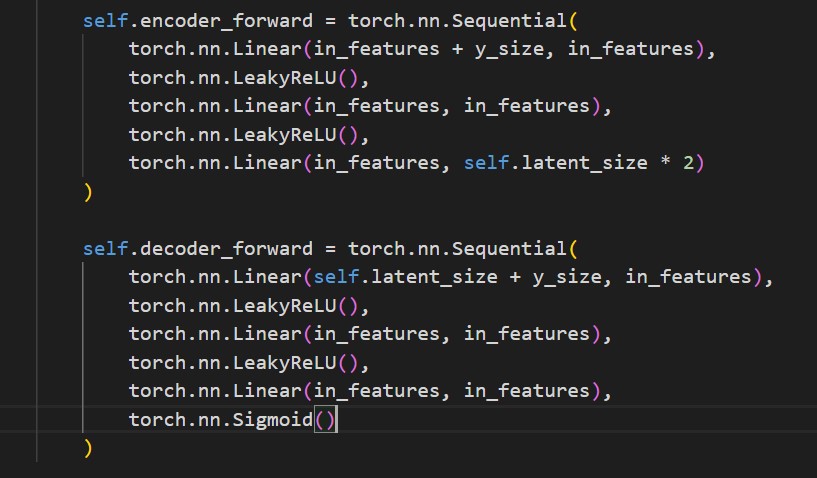 self.encoder_forward = torch.nn.Sequential(
    torch.nn.Linear(in_features + y_size, in_features),
    torch.nn.LeakyReLU(),
    torch.nn.Linear(in_features, in_features),
    torch.nn.LeakyReLU(),
    torch.nn.Linear(in_features, self.latent_size * 2)
)
self.decoder_forward = torch.nn.Sequential(
    torch.nn.Linear(self.latent_size + y_size, in_features),
    torch.nn.LeakyReLU(),
    torch.nn.Linear(in_features, in_features),
    torch.nn.LeakyReLU(),
    torch.nn.Linear(in_features, in_features),
    torch.nn.Sigmoid()
)